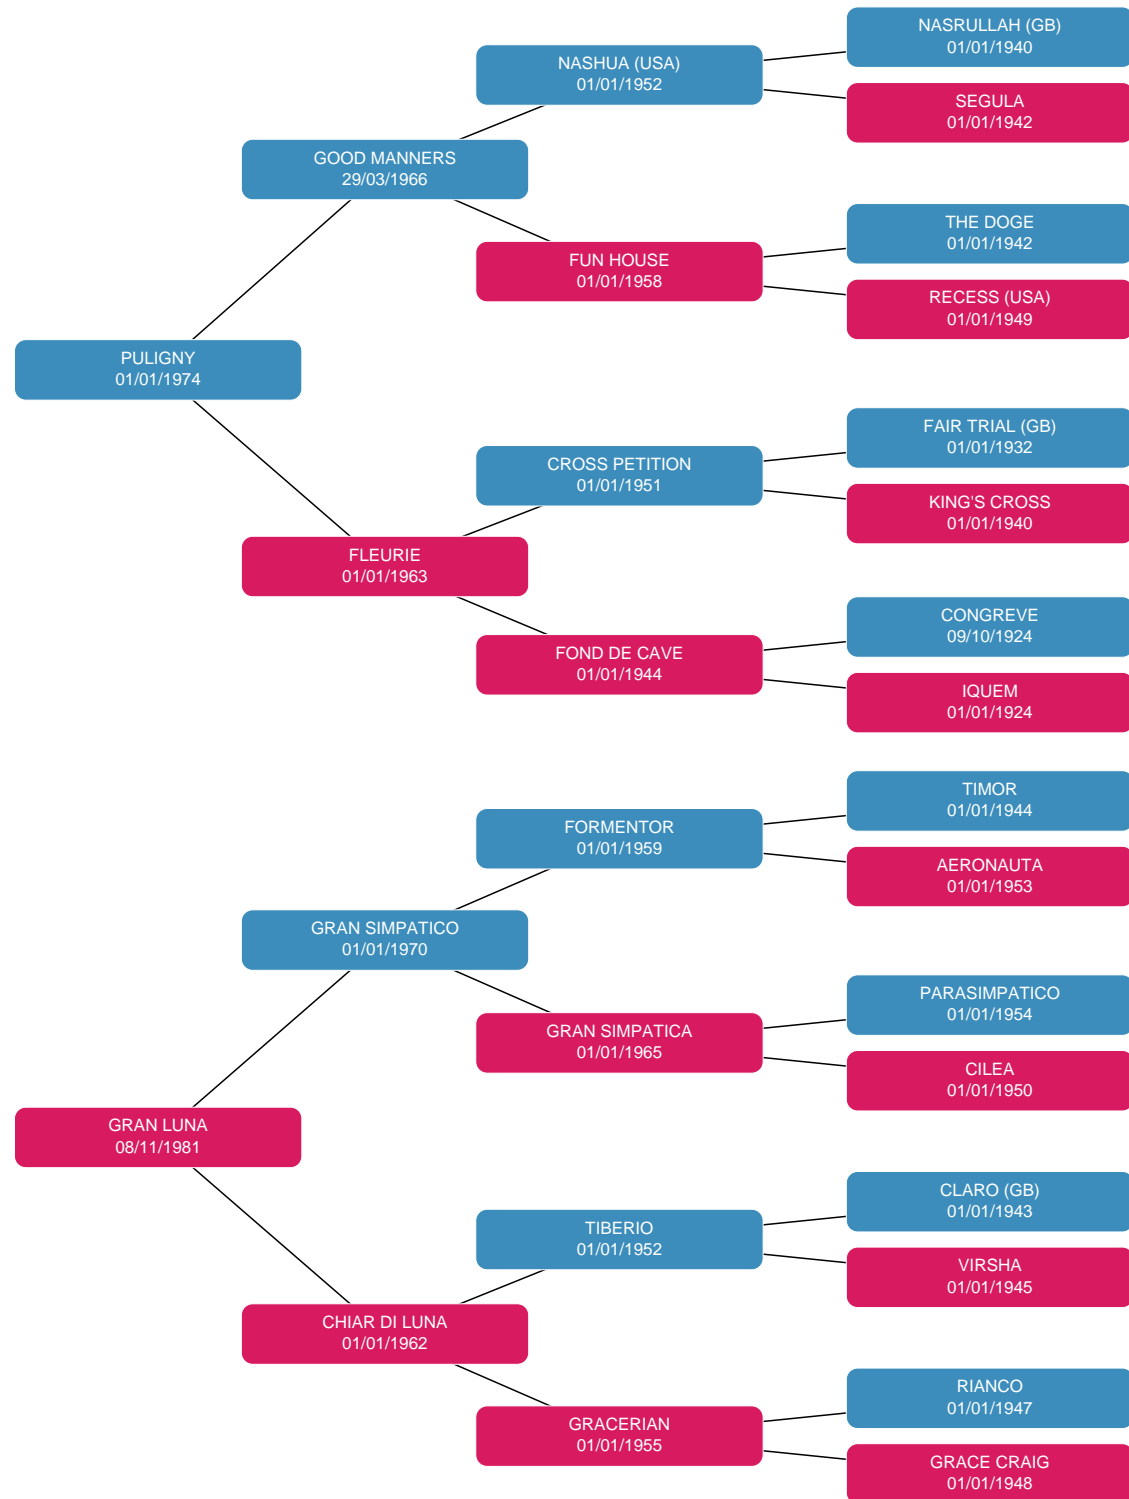 NASRULLAH (GB)
01/01/1940
NASHUA (USA)
01/01/1952
SEGULA
01/01/1942
GOOD MANNERS
29/03/1966
THE DOGE
01/01/1942
FUN HOUSE
01/01/1958
RECESS (USA)
01/01/1949
PULIGNY
01/01/1974
FAIR TRIAL (GB)
01/01/1932
CROSS PETITION
01/01/1951
KING'S CROSS
01/01/1940
FLEURIE
01/01/1963
CONGREVE
09/10/1924
FOND DE CAVE
01/01/1944
IQUEM
01/01/1924
TIMOR
01/01/1944
FORMENTOR
01/01/1959
AERONAUTA
01/01/1953
GRAN SIMPATICO
01/01/1970
PARASIMPATICO
01/01/1954
GRAN SIMPATICA
01/01/1965
CILEA
01/01/1950
GRAN LUNA
08/11/1981
CLARO (GB)
01/01/1943
TIBERIO
01/01/1952
VIRSHA
01/01/1945
CHIAR DI LUNA
01/01/1962
RIANCO
01/01/1947
GRACERIAN
01/01/1955
GRACE CRAIG
01/01/1948